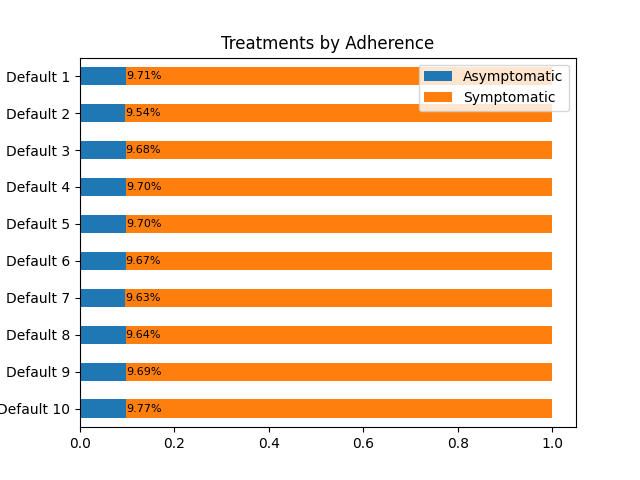 Treatments by Adherence
Asymptomatic
Symptomatic
Default 1 9.71%
Default 2 9.54%
Default 3 9.68%
Default 4 9.70%
Default 5 9.70%
Default 6 9.67%
Default 7 9.63%
Default 8 9.64%
Default 9 9.69%
Default 10 9.77%
0.0 0.2 0.4 0.6 0.8 1.0